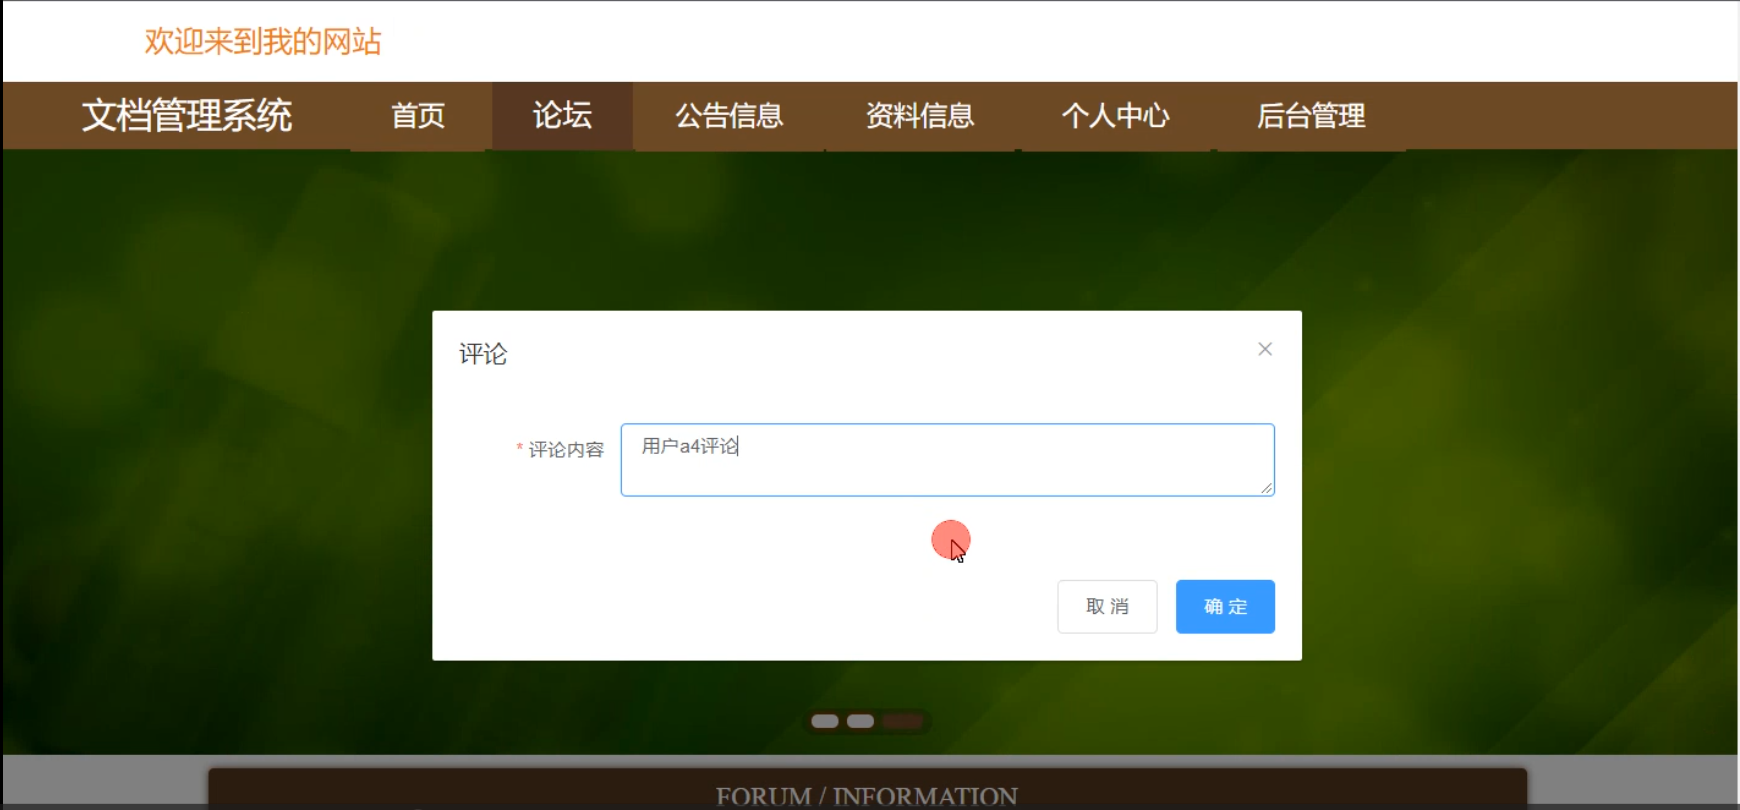 欢迎来到我的网站
文档管理系统 首页 论坛 公告信息 资料信息 个人中心 后台管理
评论
* 评论内容 用户a4评论
取 消 确 定
FORUM / INFORMATION